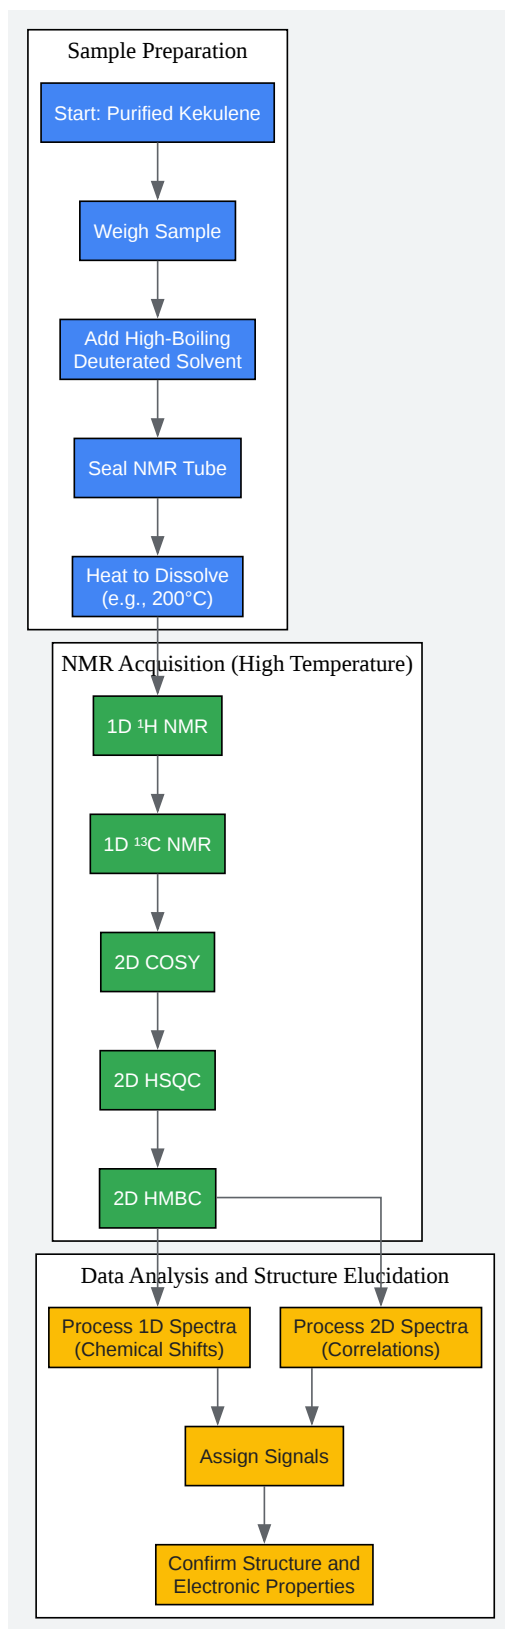 Sample Preparation
Start: Purified Kekulene
Weigh Sample
Add High-Boiling
Deuterated Solvent
Seal NMR Tube
Heat to Dissolve
(e.g., 200°C)
NMR Acquisition (High Temperature)
1D ¹H NMR
1D ¹³C NMR
2D COSY
2D HSQC
2D HMBC
Data Analysis and Structure Elucidation
Process 1D Spectra
(Chemical Shifts)
Process 2D Spectra
(Correlations)
Assign Signals
Confirm Structure and
Electronic Properties